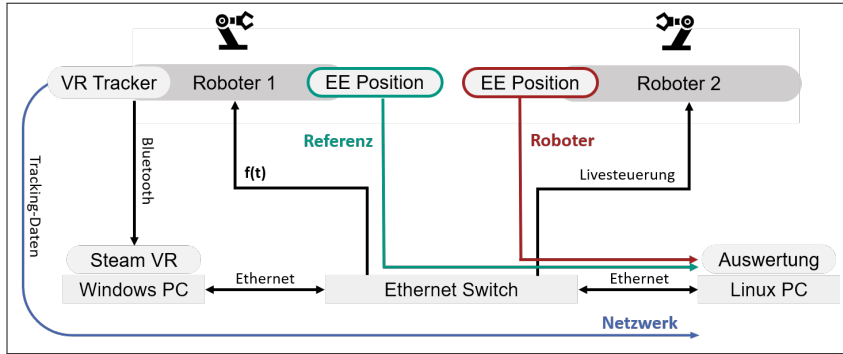 VR Tracker
Roboter 1
EE Position
EE Position
Roboter 2
Referenz
Roboter
Bluetooth
Tracking-Daten
f(t)
Livesteuerung
Steam VR
Auswertung
Windows PC
Ethernet
Ethernet Switch
Ethernet
Linux PC
Netzwerk